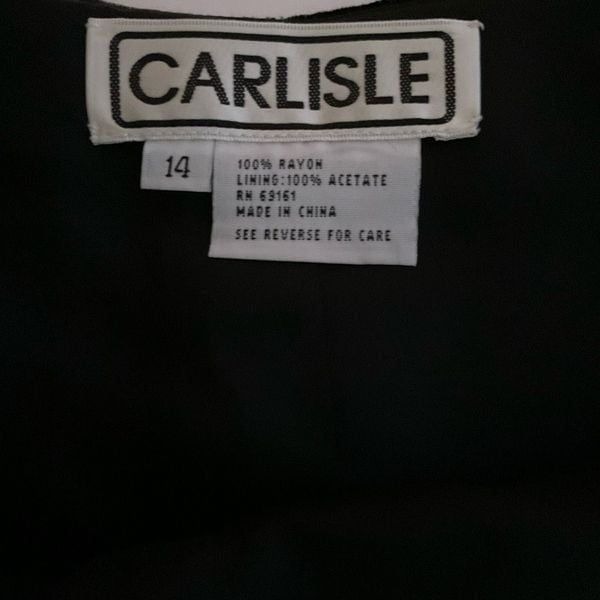 CARLISLE
14
100% RAYON
LINING:100% ACETATE
RN 69161
MADE IN CHINA
SEE REVERSE FOR CARE